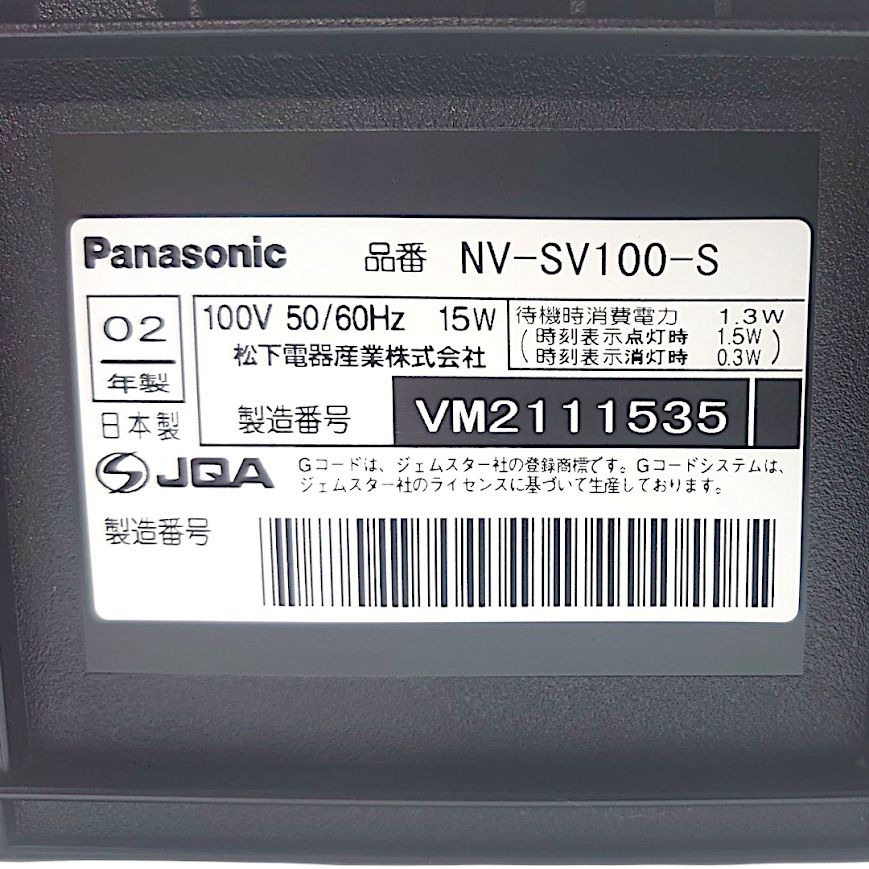 Panasonic 品番 NV-SV100-S
02
年製
日本製
100V 50/60Hz 15W
松下電器産業株式会社
待機時消費電力 1.3W
(時刻表示点灯時 1.5W)
(時刻表示消灯時 0.3W)
製造番号 VM2111535
JQA
Gコードは、ジェムスター社の登録商標です。Gコードシステムは、
ジェムスター社のライセンスに基づいて生産しております。
製造番号